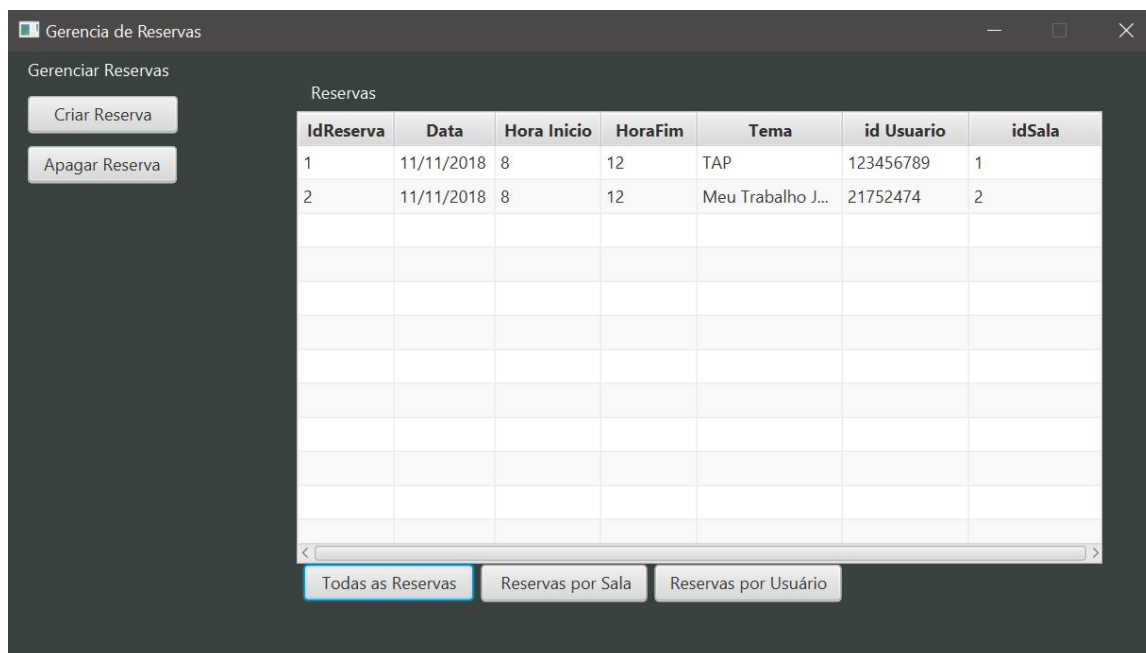 Gerencia de Reservas
Gerenciar Reservas
Criar Reserva
Apagar Reserva
Reservas
IdReserva Data Hora Inicio HoraFim Tema id Usuario idSala
1 11/11/2018 8 12 TAP 123456789 1
2 11/11/2018 8 12 Meu Trabalho J... 21752474 2
Todas as Reservas Reservas por Sala Reservas por Usuário